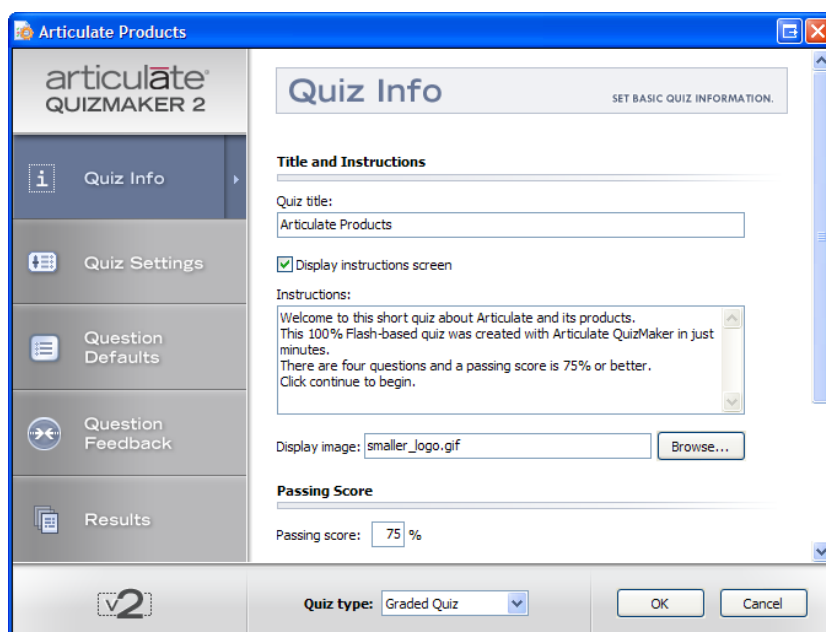 Articulate Products
articulate®
QUIZMAKER 2
Quiz Info
Quiz Settings
Question
Defaults
Question
Feedback
Results
Quiz Info
SET BASIC QUIZ INFORMATION.
Title and Instructions
Quiz title:
Articulate Products
Display instructions screen
Instructions:
Welcome to this short quiz about Articulate and its products.
This 100% Flash-based quiz was created with Articulate QuizMaker in just
minutes.
There are four questions and a passing score is 75% or better.
Click continue to begin.
Display image: smaller_logo.gif Browse...
Passing Score
Passing score: 75 %
v2
Quiz type: Graded Quiz OK Cancel